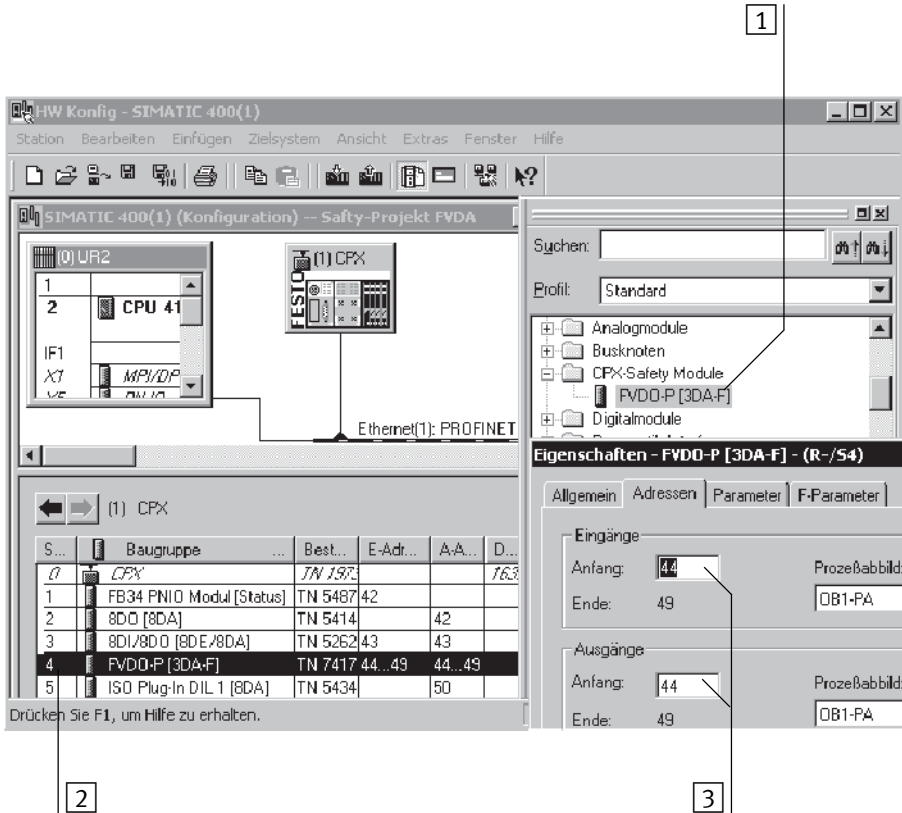 1
HW Konfig - SIMATIC 400(1)
Station Bearbeiten Einfügen Zielsystem Ansicht Extras Fenster Hilfe
SIMATIC 400(1) (Konfiguration) -- Safty-Projekt FVDA
(0) UR2
1
2 CPU 41
IF1
X1 MPI/DP
(1) CPX
FESTO
Ethernet(1): PROFINET
Suchen:
Profil: Standard
Analogmodule
Busknoten
CPX-Safety Module
FVDO-P [3DA-F]
Digitalmodule
(1) CPX
S... Baugruppe ... Best... E-Adr... A-A... D...
0 CPX TN 1973 163
1 FB34 PNIO Modul [Status] TN 5487 42
2 8DO [8DA] TN 5414 42
3 8DI/8DO [8DE/8DA] TN 5262 43 43
4 FVDO-P [3DA-F] TN 7417 44...49 44...49
5 ISO Plug-In DIL 1 [8DA] TN 5434 50
Drücken Sie F1, um Hilfe zu erhalten.
Eigenschaften - FVDO-P [3DA-F] - (R-/S4)
Allgemein Adressen Parameter F-Parameter
Eingänge
Anfang: 44 Prozeßabbild:
Ende: 49 OB1-PA
Ausgänge
Anfang: 44 Prozeßabbild:
Ende: 49 OB1-PA
2
3